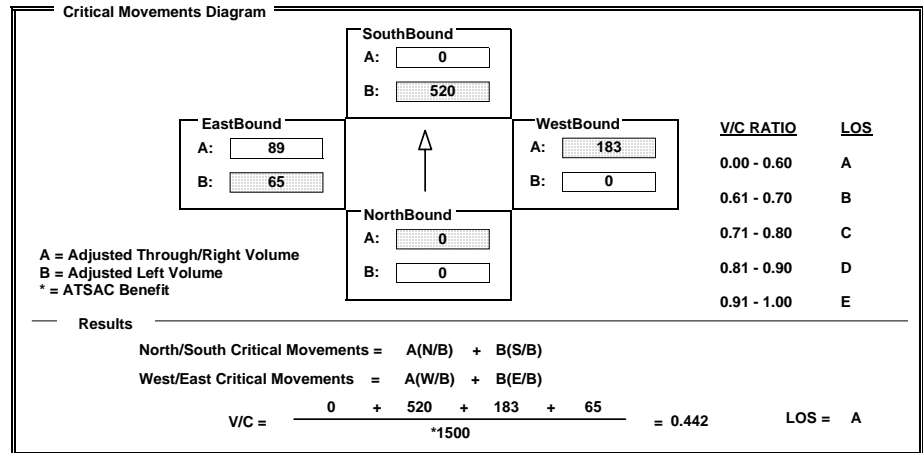 Critical Movements Diagram
SouthBound
A: 0
B: 520
EastBound
A: 89
B: 65
WestBound
A: 183
B: 0
NorthBound
A: 0
B: 0
V/C RATIO LOS
0.00 - 0.60 A
0.61 - 0.70 B
0.71 - 0.80 C
0.81 - 0.90 D
0.91 - 1.00 E
A = Adjusted Through/Right Volume
B = Adjusted Left Volume
* = ATSAC Benefit
Results
North/South Critical Movements = A(N/B) + B(S/B)
West/East Critical Movements = A(W/B) + B(E/B)
V/C = 0 + 520 + 183 + 65 = 0.442 LOS = A
*1500